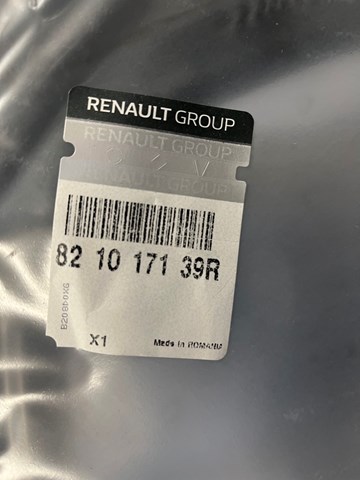 RENAULT GROUP
RENAULT GROUP
RENAULT GROUP
82 10 171 39R
X1
Made in ROMANIA